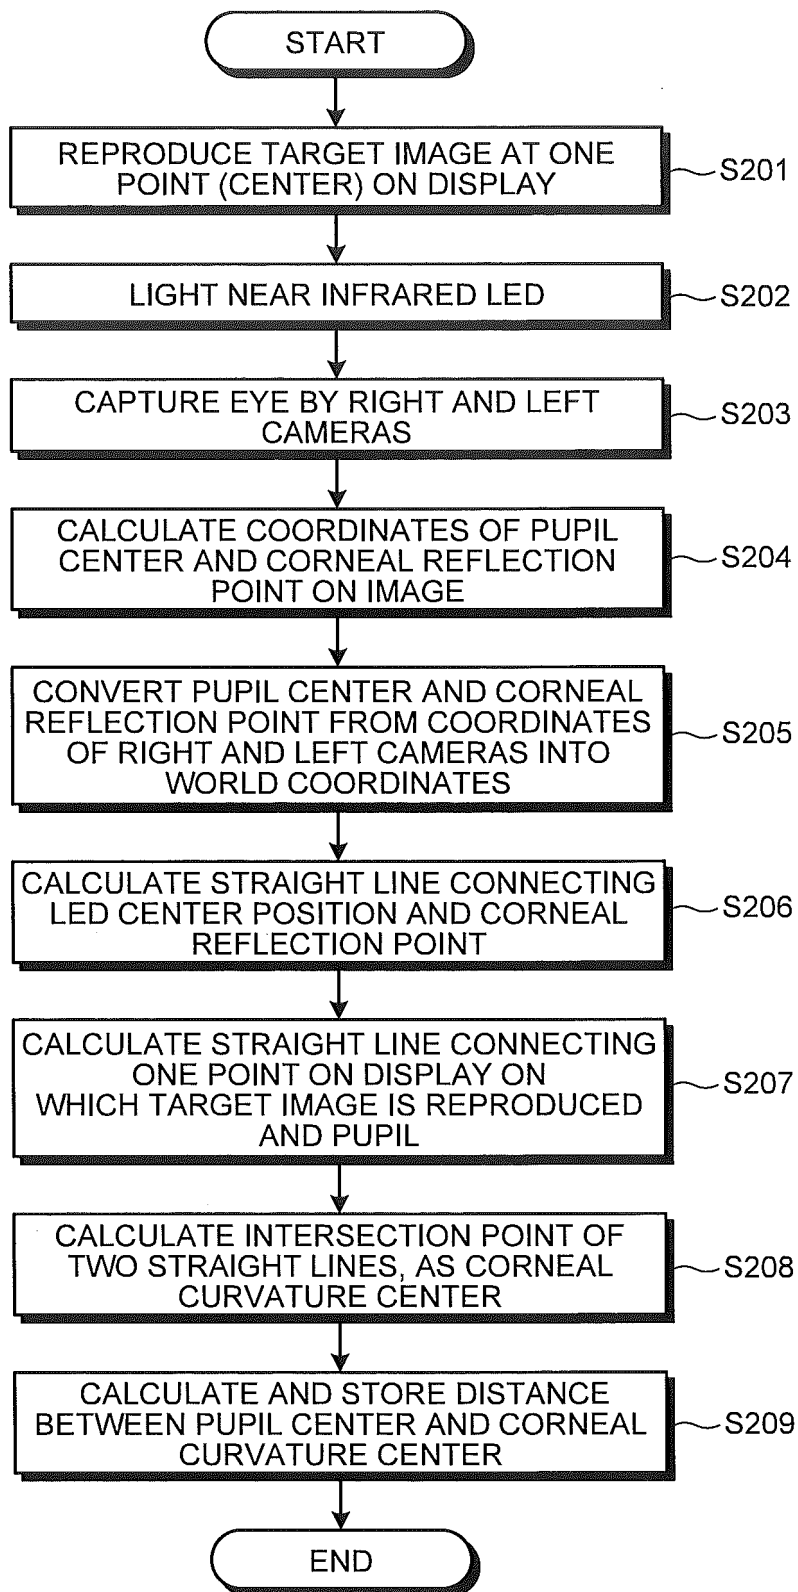 START
REPRODUCE TARGET IMAGE AT ONE
POINT (CENTER) ON DISPLAY
S201
LIGHT NEAR INFRARED LED
S202
CAPTURE EYE BY RIGHT AND LEFT
CAMERAS
S203
CALCULATE COORDINATES OF PUPIL
CENTER AND CORNEAL REFLECTION
POINT ON IMAGE
S204
CONVERT PUPIL CENTER AND CORNEAL
REFLECTION POINT FROM COORDINATES
OF RIGHT AND LEFT CAMERAS INTO
WORLD COORDINATES
S205
CALCULATE STRAIGHT LINE CONNECTING
LED CENTER POSITION AND CORNEAL
REFLECTION POINT
S206
CALCULATE STRAIGHT LINE CONNECTING
ONE POINT ON DISPLAY ON
WHICH TARGET IMAGE IS REPRODUCED
AND PUPIL
S207
CALCULATE INTERSECTION POINT OF
TWO STRAIGHT LINES, AS CORNEAL
CURVATURE CENTER
S208
CALCULATE AND STORE DISTANCE
BETWEEN PUPIL CENTER AND CORNEAL
CURVATURE CENTER
S209
END